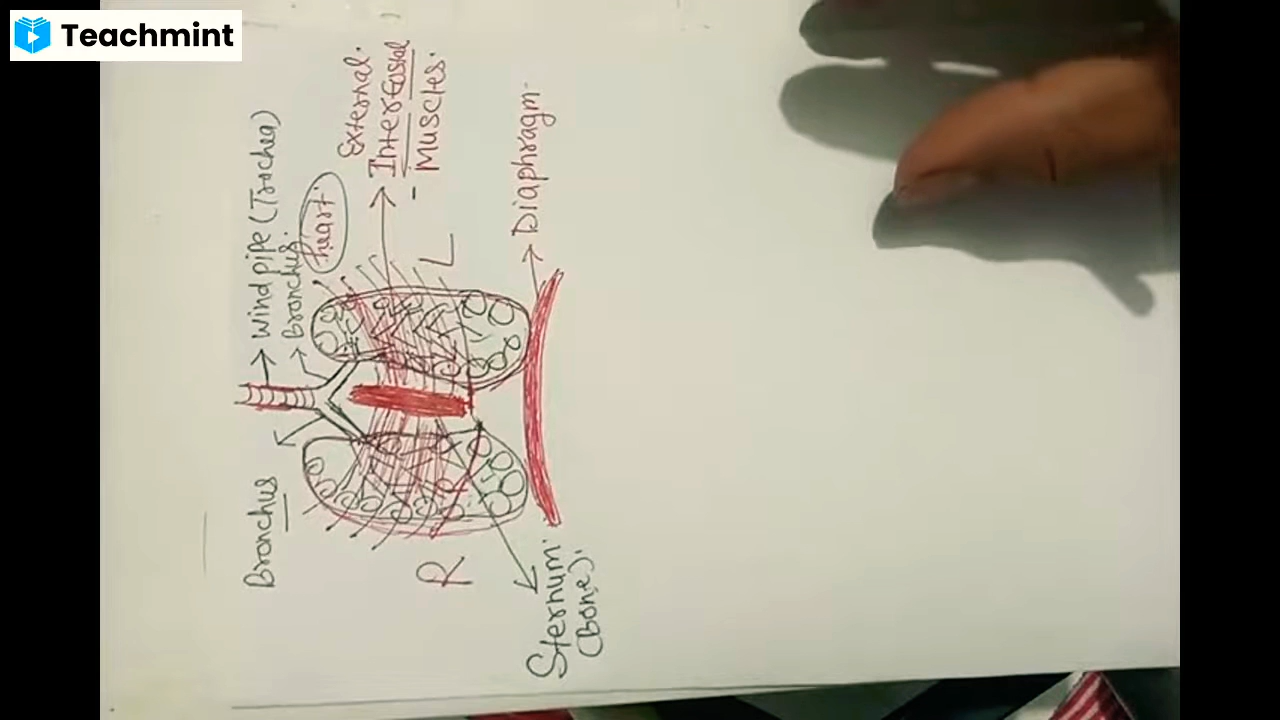 Teachmint
Wind pipe (Trachea)
Bronchus.
heart.
External.
Intercostal
- Muscles.
L
Diaphragm.
Bronchus
R
Sternum.
(Bone).